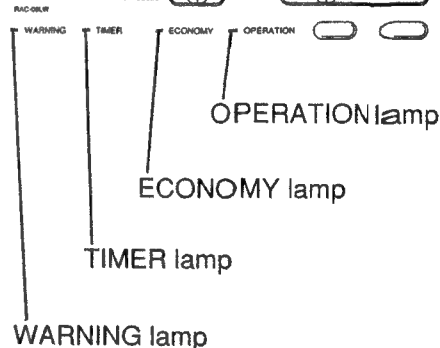 WARNING TIMER ECONOMY OPERATION
OPERATION lamp
ECONOMY lamp
TIMER lamp
WARNING lamp